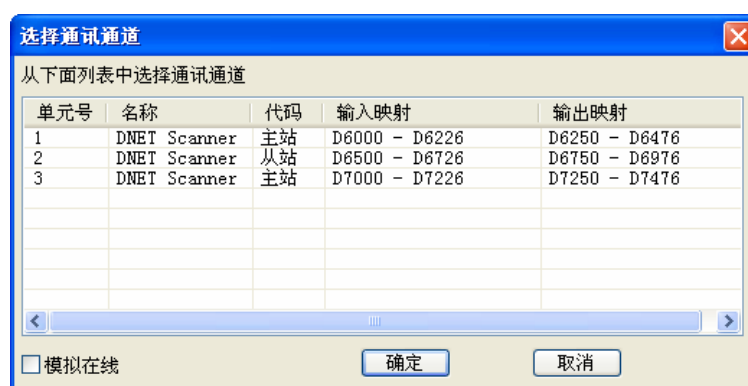 选择通讯通道
从下面列表中选择通讯通道
单元号 名称 代码 输入映射 输出映射
1 DNET Scanner 主站 D6000 - D6226 D6250 - D6476
2 DNET Scanner 从站 D6500 - D6726 D6750 - D6976
3 DNET Scanner 主站 D7000 - D7226 D7250 - D7476
模拟在线 确定 取消